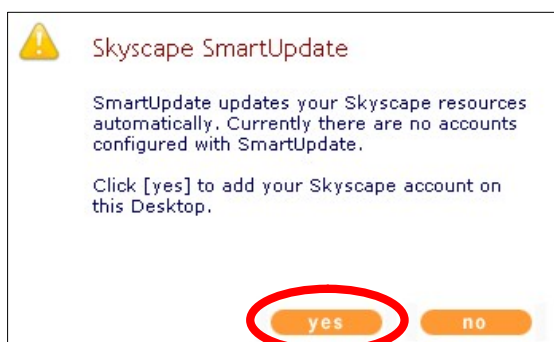 Skyscape SmartUpdate
SmartUpdate updates your Skyscape resources
automatically. Currently there are no accounts
configured with SmartUpdate.
Click [yes] to add your Skyscape account on
this Desktop.
yes no